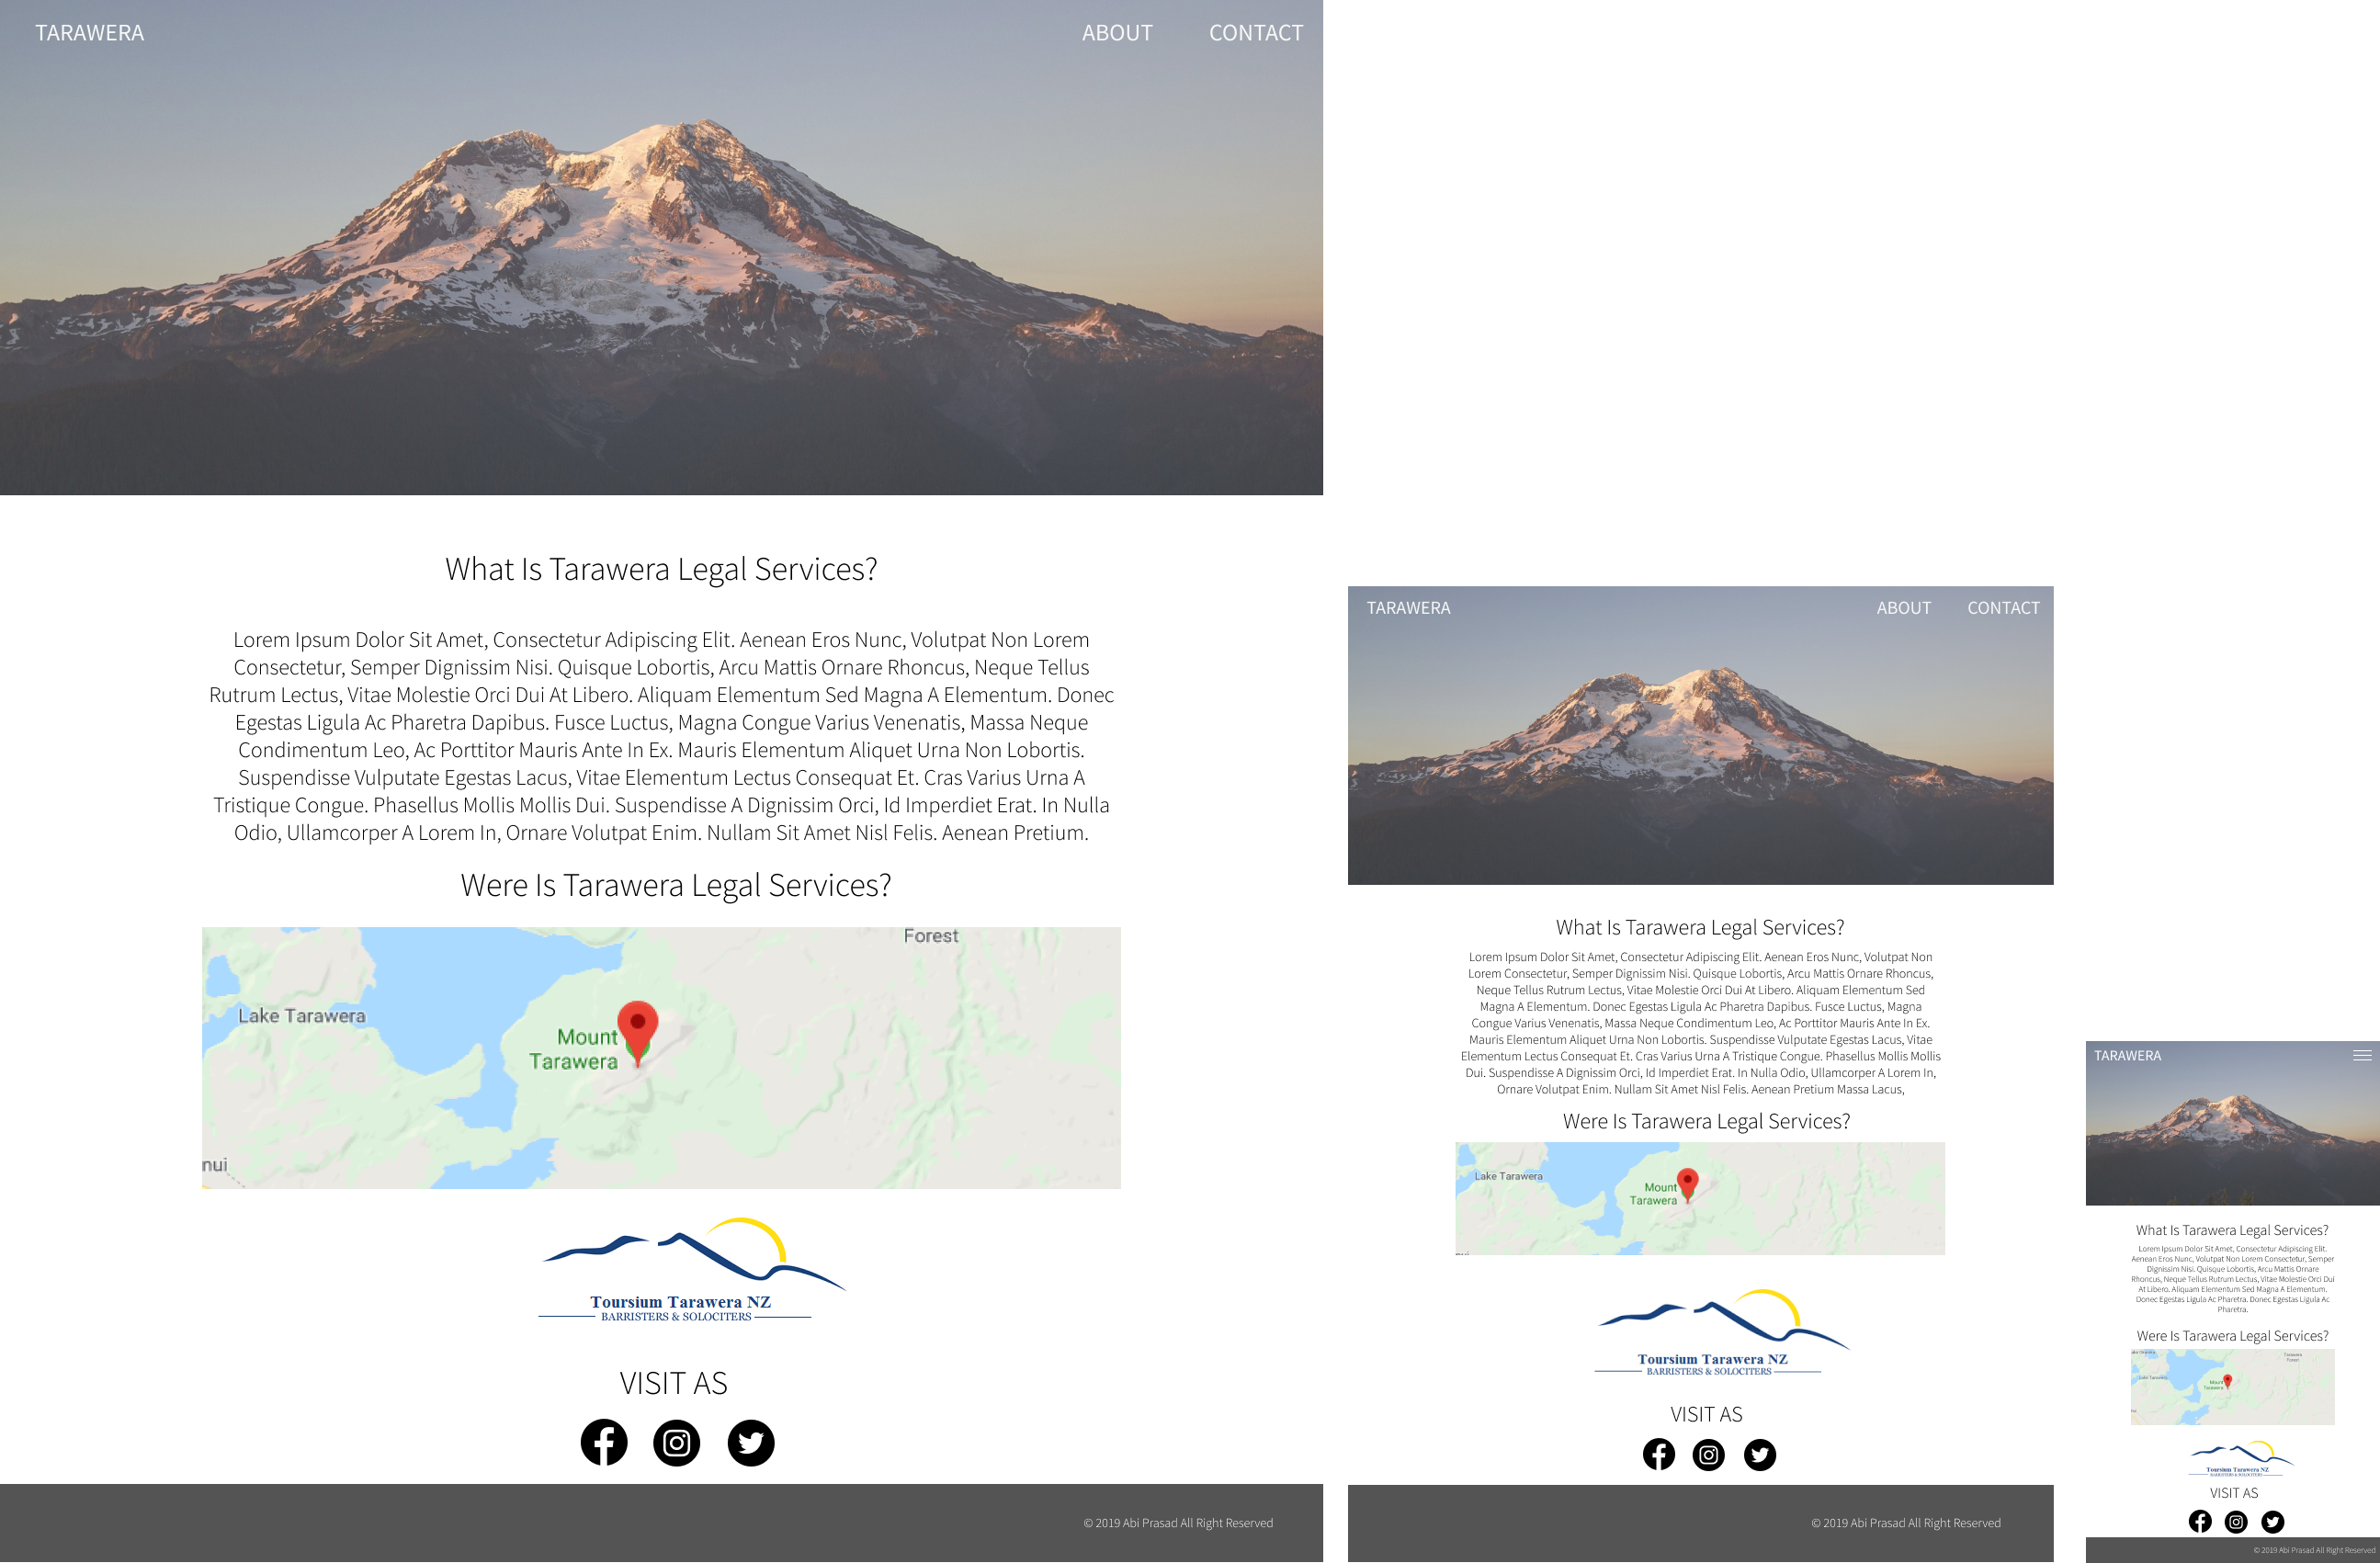 TARAWERA
ABOUT
CONTACT
What Is Tarawera Legal Services?
Lorem Ipsum Dolor Sit Amet, Consectetur Adipiscing Elit. Aenean Eros Nunc, Volutpat Non Lorem
Consectetur, Semper Dignissim Nisi. Quisque Lobortis, Arcu Mattis Ornare Rhoncus, Neque Tellus
Rutrum Lectus, Vitae Molestie Orci Dui At Libero. Aliquam Elementum Sed Magna A Elementum. Donec
Egestas Ligula Ac Pharetra Dapibus. Fusce Luctus, Magna Congue Varius Venenatis, Massa Neque
Condimentum Leo, Ac Porttitor Mauris Ante In Ex. Mauris Elementum Aliquet Urna Non Lobortis.
Suspendisse Vulputate Egestas Lacus, Vitae Elementum Lectus Consequat Et. Cras Varius Urna A
Tristique Congue. Phasellus Mollis Mollis Dui. Suspendisse A Dignissim Orci, Id Imperdiet Erat. In Nulla
Odio, Ullamcorper A Lorem In, Ornare Volutpat Enim. Nullam Sit Amet Nisl Felis. Aenean Pretium.
Were Is Tarawera Legal Services?
Forest
Lake Tarawera
Mount
Tarawera
nui
Toursium Tarawera NZ
BARRISTERS & SOLOCITERS
VISIT AS
© 2019 Abi Prasad All Right Reserved
TARAWERA
ABOUT
CONTACT
What Is Tarawera Legal Services?
Lorem Ipsum Dolor Sit Amet, Consectetur Adipiscing Elit. Aenean Eros Nunc, Volutpat Non
Lorem Consectetur, Semper Dignissim Nisi. Quisque Lobortis, Arcu Mattis Ornare Rhoncus,
Neque Tellus Rutrum Lectus, Vitae Molestie Orci Dui At Libero. Aliquam Elementum Sed
Magna A Elementum. Donec Egestas Ligula Ac Pharetra Dapibus. Fusce Luctus, Magna
Congue Varius Venenatis, Massa Neque Condimentum Leo, Ac Porttitor Mauris Ante In Ex.
Mauris Elementum Aliquet Urna Non Lobortis. Suspendisse Vulputate Egestas Lacus, Vitae
Elementum Lectus Consequat Et. Cras Varius Urna A Tristique Congue. Phasellus Mollis Mollis
Dui. Suspendisse A Dignissim Orci, Id Imperdiet Erat. In Nulla Odio, Ullamcorper A Lorem In,
Ornare Volutpat Enim. Nullam Sit Amet Nisl Felis. Aenean Pretium Massa Lacus,
Were Is Tarawera Legal Services?
Lake Tarawera
Mount
Tarawera
Toursium Tarawera NZ
BARRISTERS & SOLOCITERS
VISIT AS
© 2019 Abi Prasad All Right Reserved
TARAWERA
What Is Tarawera Legal Services?
Lorem Ipsum Dolor Sit Amet, Consectetur Adipiscing Elit.
Aenean Eros Nunc, Volutpat Non Lorem Consectetur, Semper
Dignissim Nisi. Quisque Lobortis, Arcu Mattis Ornare
Rhoncus, Neque Tellus Rutrum Lectus, Vitae Molestie Orci Dui
At Libero. Aliquam Elementum Sed Magna A Elementum.
Donec Egestas Ligula Ac Pharetra. Donec Egestas Ligula Ac
Pharetra.
Were Is Tarawera Legal Services?
Tarawera
Forest
Lake Tarawera
Mount
Tarawera
Toursium Tarawera NZ
BARRISTERS & SOLOCITERS
VISIT AS
© 2019 Abi Prasad All Right Reserved